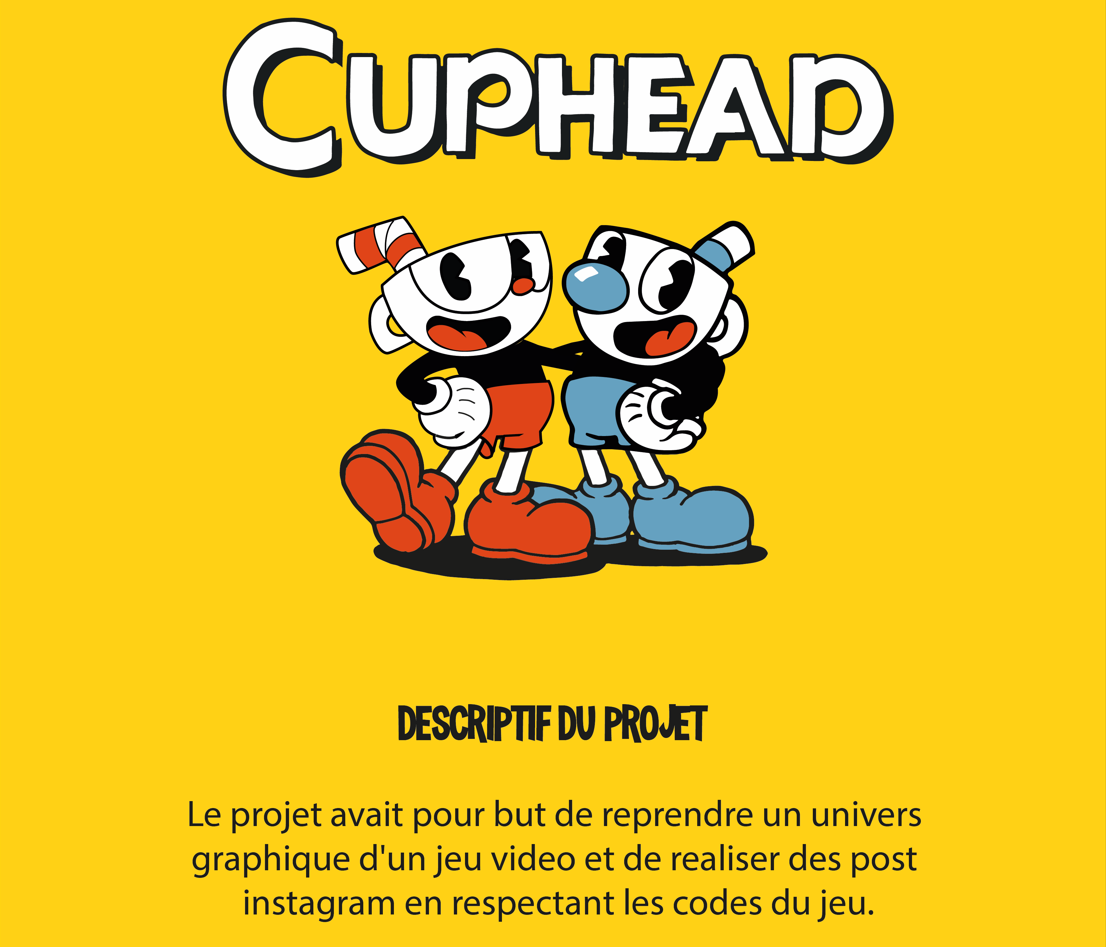 CUPHEAD
DESCRIPTIF DU PROJET
Le projet avait pour but de reprendre un univers
graphique d'un jeu video et de realiser des post
instagram en respectant les codes du jeu.